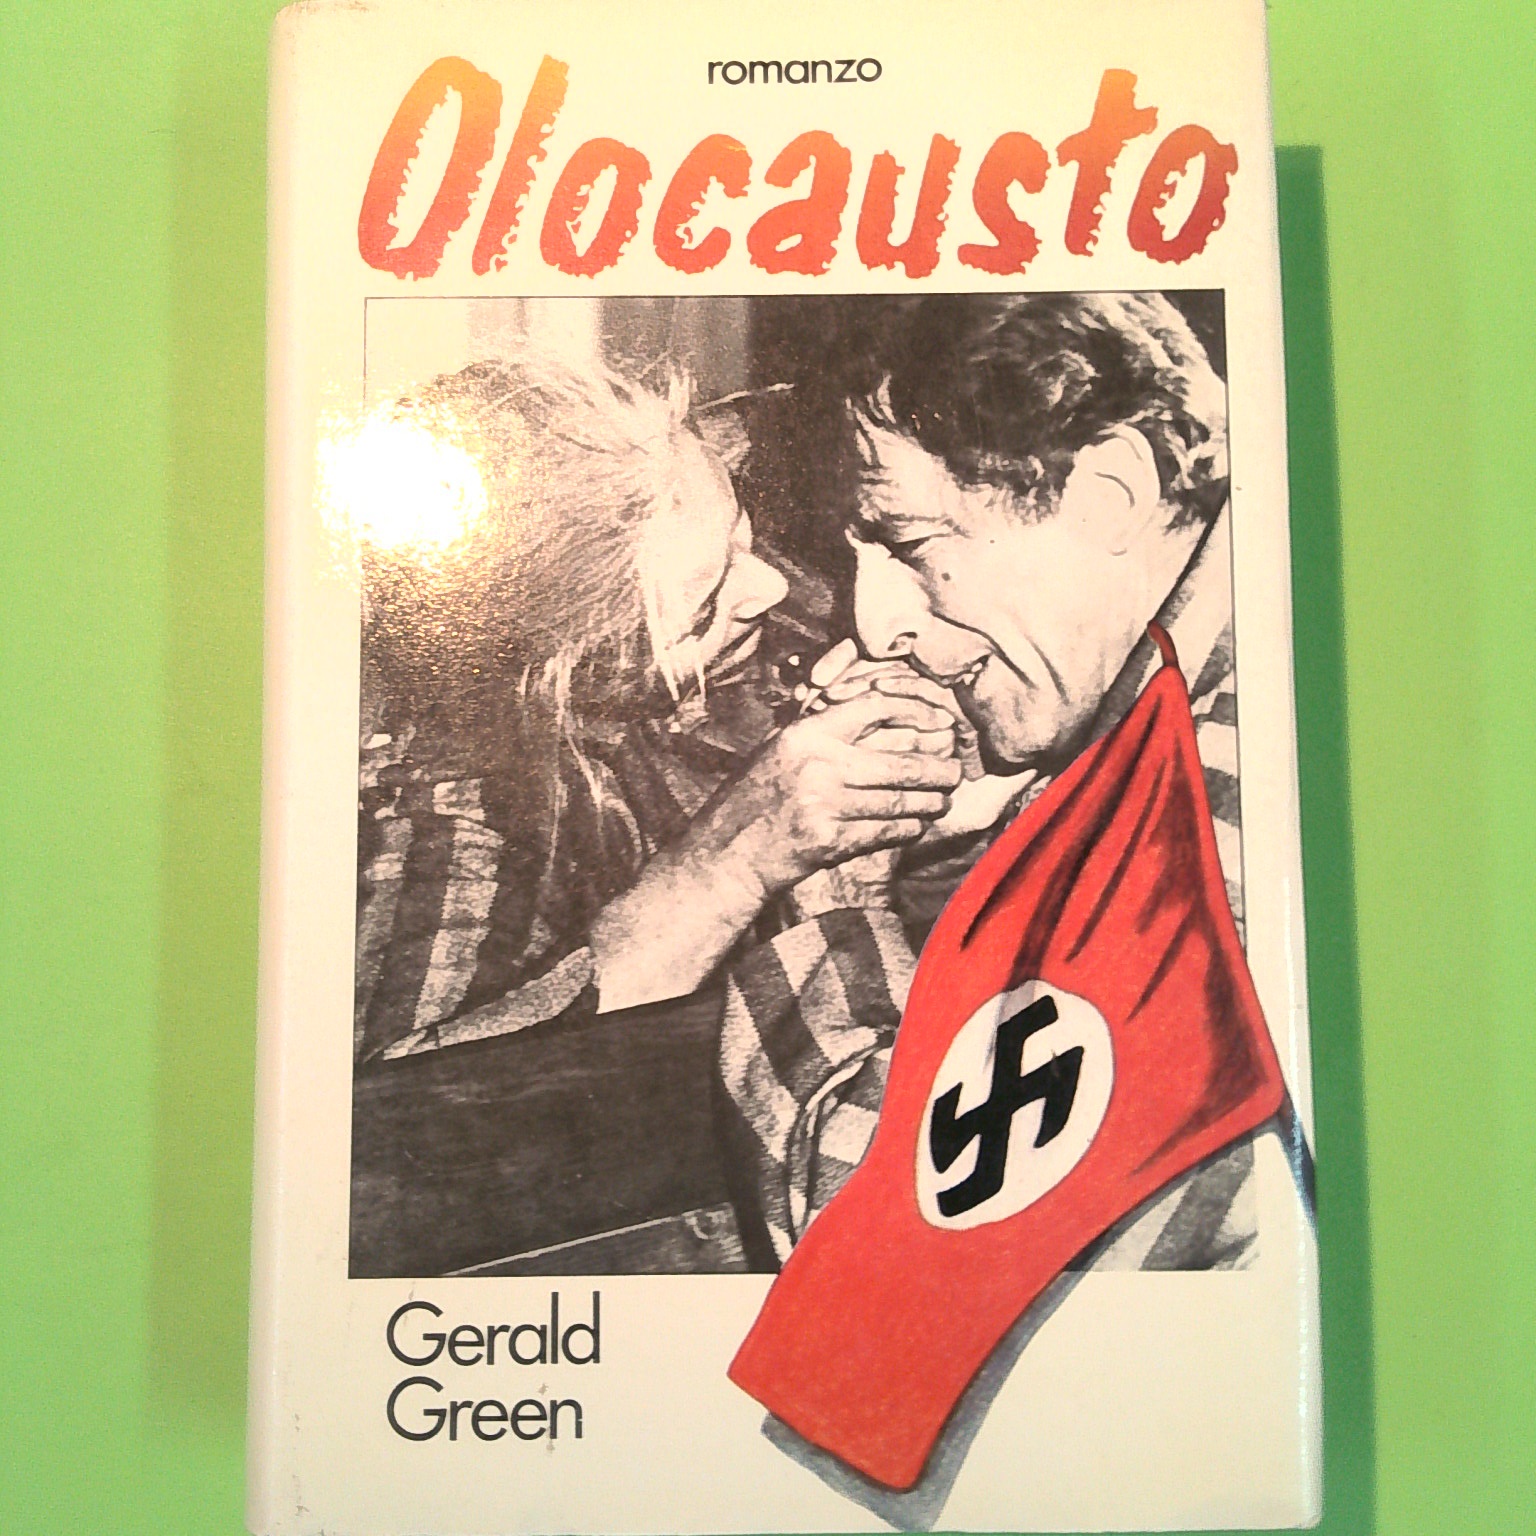 romanzo
Olocausto
Gerald
Green